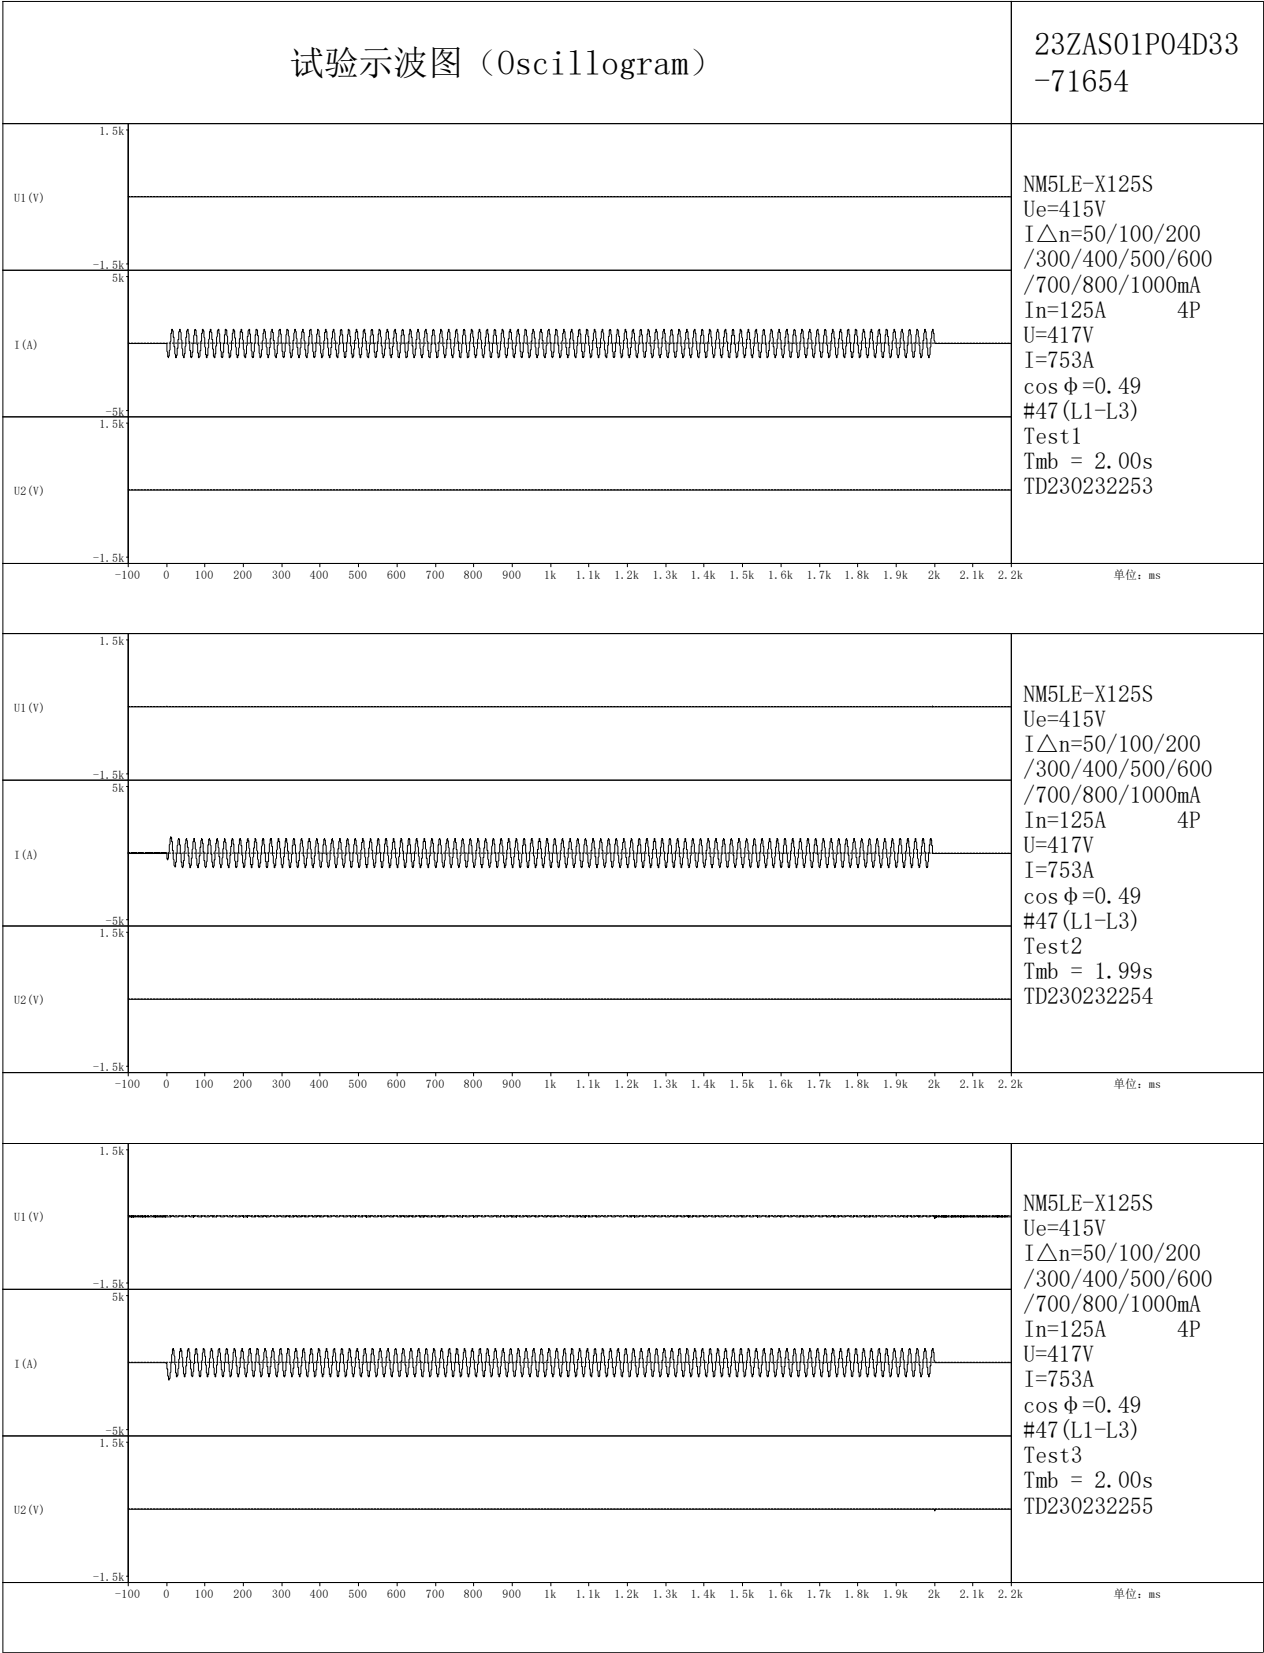 试验示波图（Oscillogram）
23ZAS01P04D33
-71654
1.5k
U1(V)
-1.5k
5k
I(A)
-5k
1.5k
U2(V)
-1.5k
-100 0 100 200 300 400 500 600 700 800 900 1k 1.1k 1.2k 1.3k 1.4k 1.5k 1.6k 1.7k 1.8k 1.9k 2k 2.1k 2.2k
NM5LE-X125S
Ue=415V
I△n=50/100/200
/300/400/500/600
/700/800/1000mA
In=125A 4P
U=417V
I=753A
cosφ=0.49
#47(L1-L3)
Test1
Tmb = 2.00s
TD230232253
单位: ms
1.5k
U1(V)
-1.5k
5k
I(A)
-5k
1.5k
U2(V)
-1.5k
-100 0 100 200 300 400 500 600 700 800 900 1k 1.1k 1.2k 1.3k 1.4k 1.5k 1.6k 1.7k 1.8k 1.9k 2k 2.1k 2.2k
NM5LE-X125S
Ue=415V
I△n=50/100/200
/300/400/500/600
/700/800/1000mA
In=125A 4P
U=417V
I=753A
cosφ=0.49
#47(L1-L3)
Test2
Tmb = 1.99s
TD230232254
单位: ms
1.5k
U1(V)
-1.5k
5k
I(A)
-5k
1.5k
U2(V)
-1.5k
-100 0 100 200 300 400 500 600 700 800 900 1k 1.1k 1.2k 1.3k 1.4k 1.5k 1.6k 1.7k 1.8k 1.9k 2k 2.1k 2.2k
NM5LE-X125S
Ue=415V
I△n=50/100/200
/300/400/500/600
/700/800/1000mA
In=125A 4P
U=417V
I=753A
cosφ=0.49
#47(L1-L3)
Test3
Tmb = 2.00s
TD230232255
单位: ms